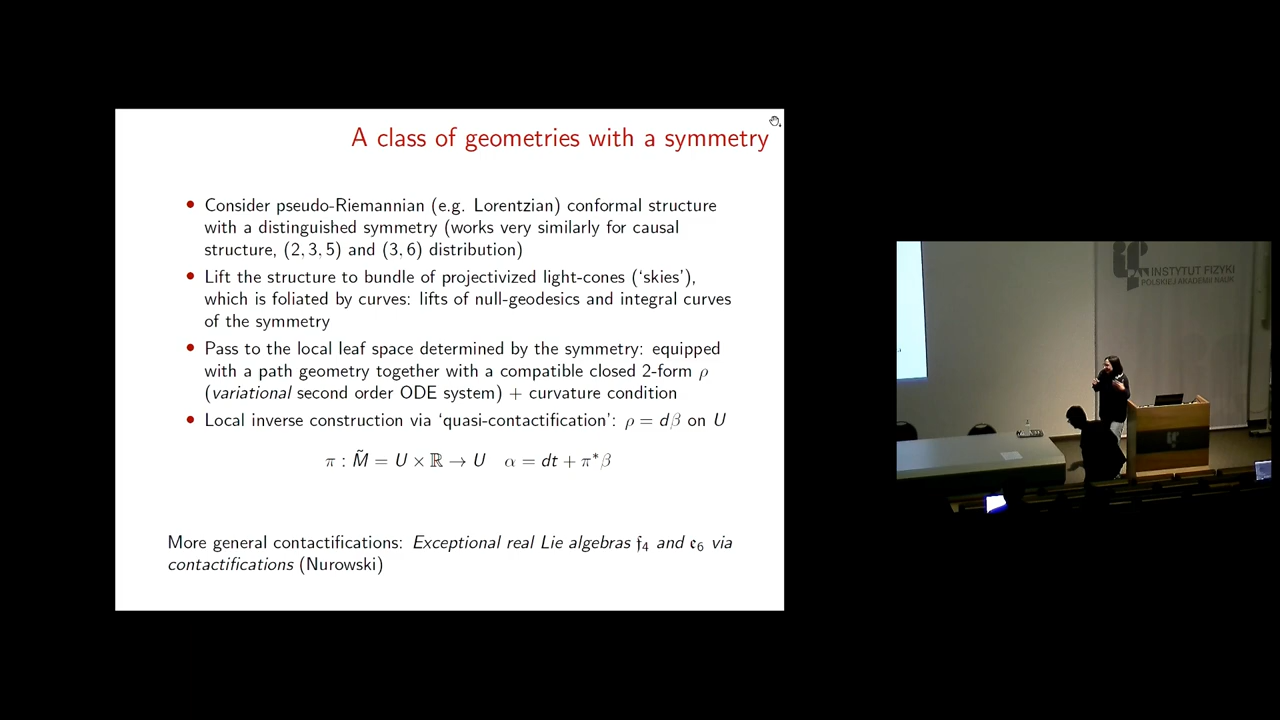 A class of geometries with a symmetry
• Consider pseudo-Riemannian (e.g. Lorentzian) conformal structure
with a distinguished symmetry (works very similarly for causal
structure, (2, 3, 5) and (3, 6) distribution)
• Lift the structure to bundle of projectivized light-cones (‘skies’),
which is foliated by curves: lifts of null-geodesics and integral curves
of the symmetry
• Pass to the local leaf space determined by the symmetry: equipped
with a path geometry together with a compatible closed 2-form ρ
(variational second order ODE system) + curvature condition
• Local inverse construction via ‘quasi-contactification’: ρ = dβ on U
π : M̃ = U × ℝ → U α = dt + π*β
More general contactifications: Exceptional real Lie algebras 𝔣₄ and 𝔢₆ via
contactifications (Nurowski)
INSTYTUT FIZYKI
POLSKIEJ AKADEMII NAUK